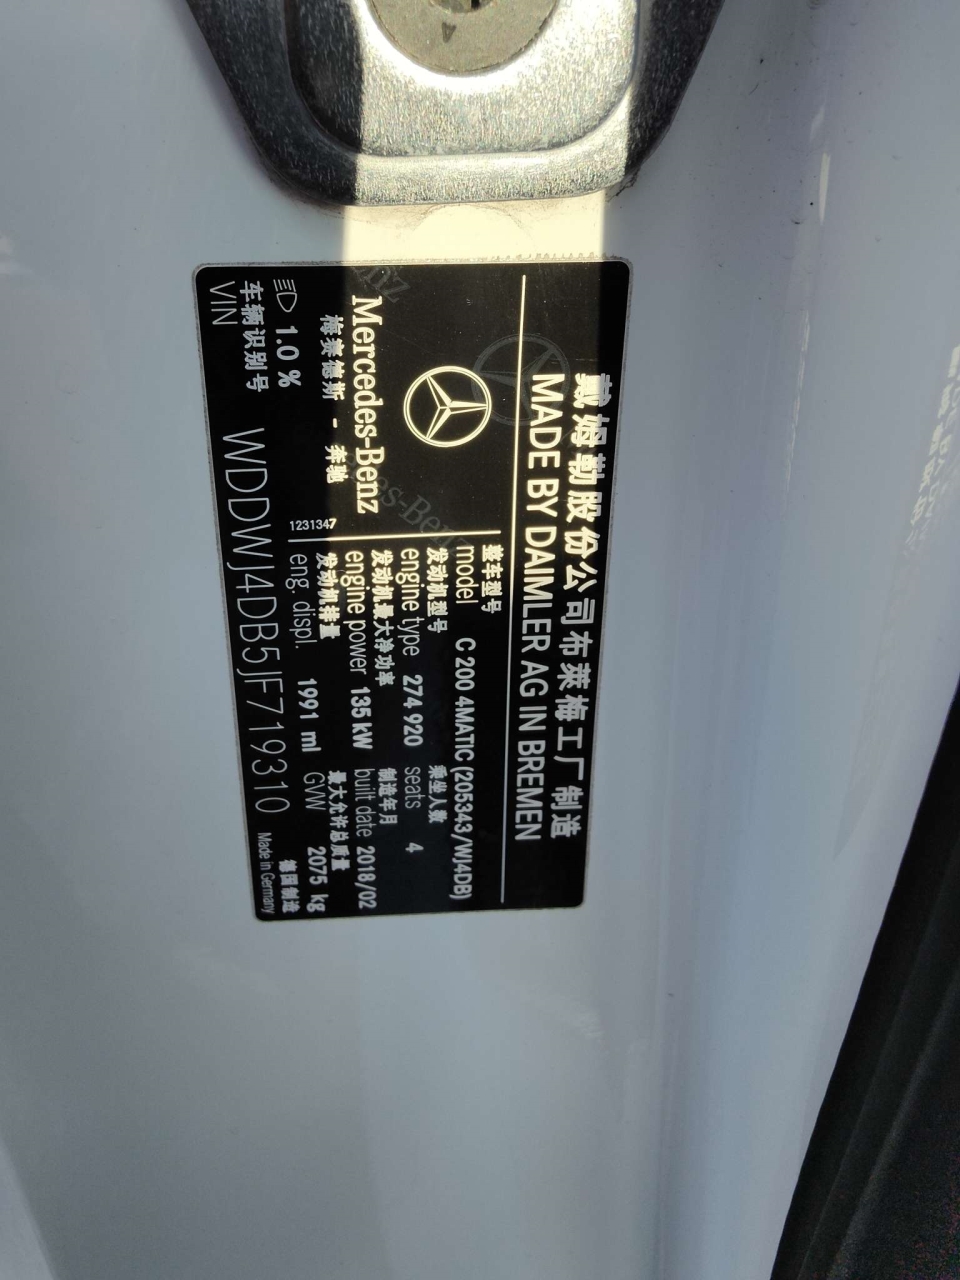 戴姆勒股份公司布莱梅工厂制造
MADE BY DAIMLER AG IN BREMEN
Mercedes-Benz
梅赛德斯 - 奔驰
1231347
整车型号
model C 200 4MATIC (205343/WJ4DB)
发动机型号 乘坐人数
engine type 274 920 seats 4
发动机最大净功率 制造年月
engine power 135 kW built date 2018/02
发动机排量 最大允许总质量
eng. displ. 1991 ml GVW 2075 kg
1.0 %
车辆识别号 德国制造
VIN WDDWJ4DB5JF719310 Made in Germany